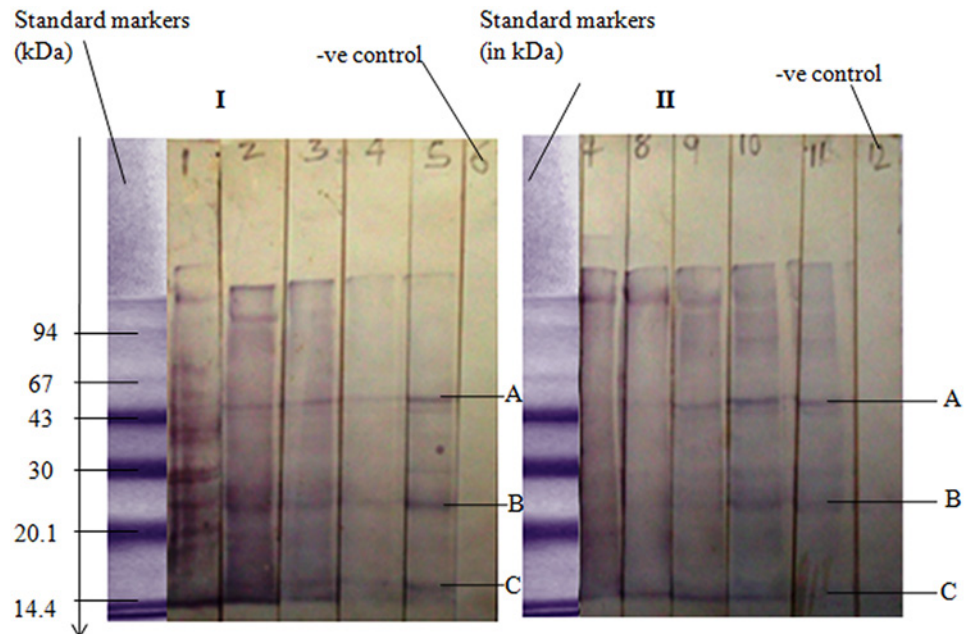 Standard markers
(kDa)
-ve control
I
1 2 3 4 5 6
94
67
43
30
20.1
14.4
A
B
C
Standard markers
(in kDa)
-ve control
II
7 8 9 10 11 12
A
B
C